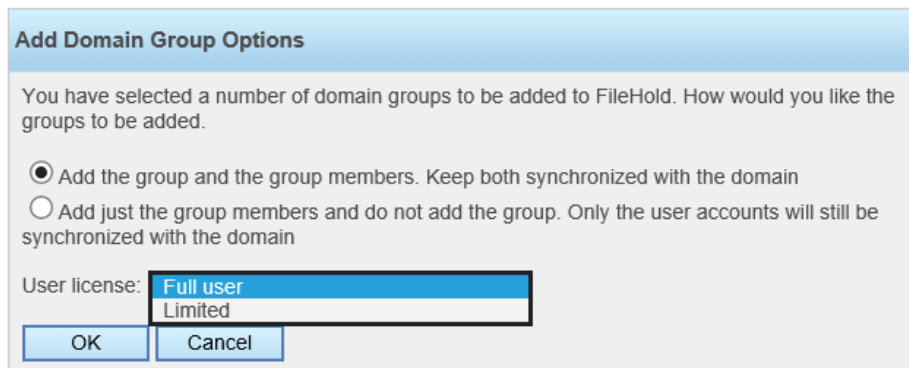 Add Domain Group Options
You have selected a number of domain groups to be added to FileHold. How would you like the
groups to be added.
Add the group and the group members. Keep both synchronized with the domain
Add just the group members and do not add the group. Only the user accounts will still be
synchronized with the domain
User license: Full user
Limited
OK Cancel